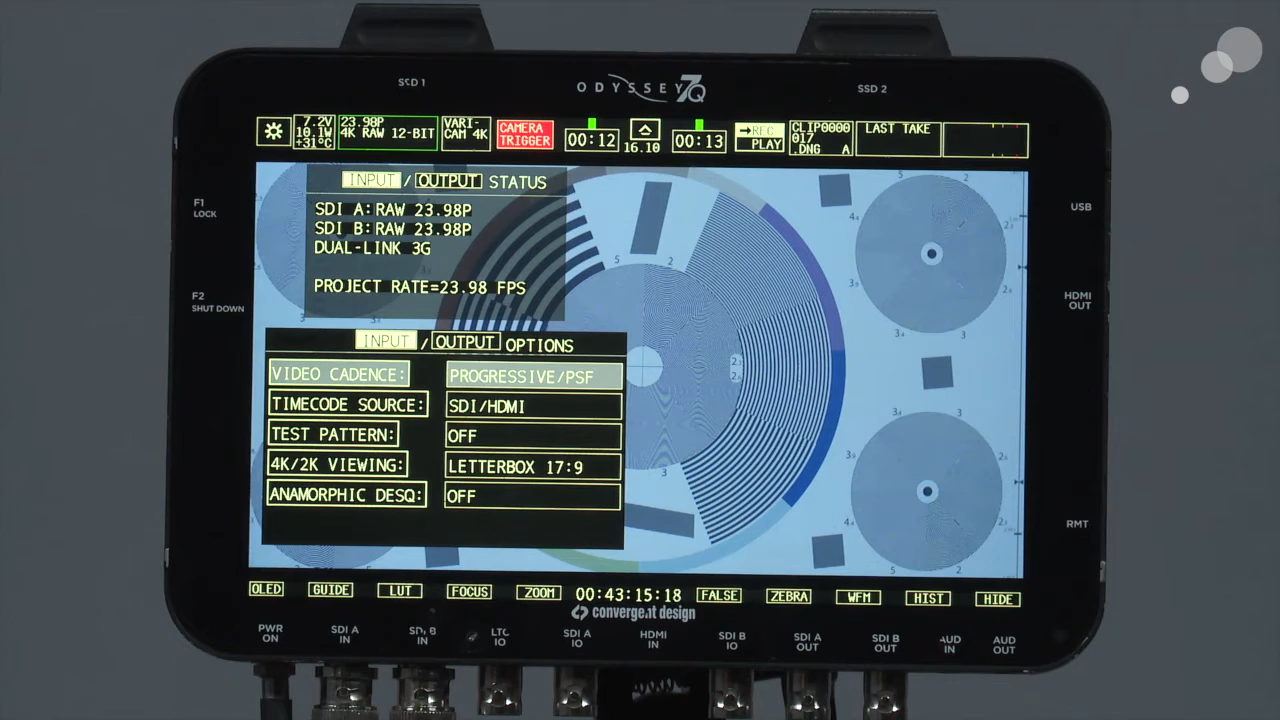 SSD 1
ODYSSEY7Q
SSD 2
7.2V
10.1W
+31°C
23.98P
4K RAW 12-BIT
VARI-
CAM 4K
CAMERA
TRIGGER
00:12
16.10
00:13
→REC
PLAY
CLIP0000
017
.DNG A
LAST TAKE
INPUT / OUTPUT STATUS
SDI A:RAW 23.98P
SDI B:RAW 23.98P
DUAL-LINK 3G
PROJECT RATE=23.98 FPS
INPUT / OUTPUT OPTIONS
VIDEO CADENCE: PROGRESSIVE/PSF
TIMECODE SOURCE: SDI/HDMI
TEST PATTERN: OFF
4K/2K VIEWING: LETTERBOX 17:9
ANAMORPHIC DESQ: OFF
F1
LOCK
F2
SHUT DOWN
USB
HDMI
OUT
RMT
OLED GUIDE LUT FOCUS ZOOM 00:43:15:18 FALSE ZEBRA WFM HIST HIDE
convergent design
PWR
ON
SDI A
IN
SDI B
IN
LTC
IO
SDI A
IO
HDMI
IN
SDI B
IO
SDI A
OUT
SDI B
OUT
AUD
IN
AUD
OUT